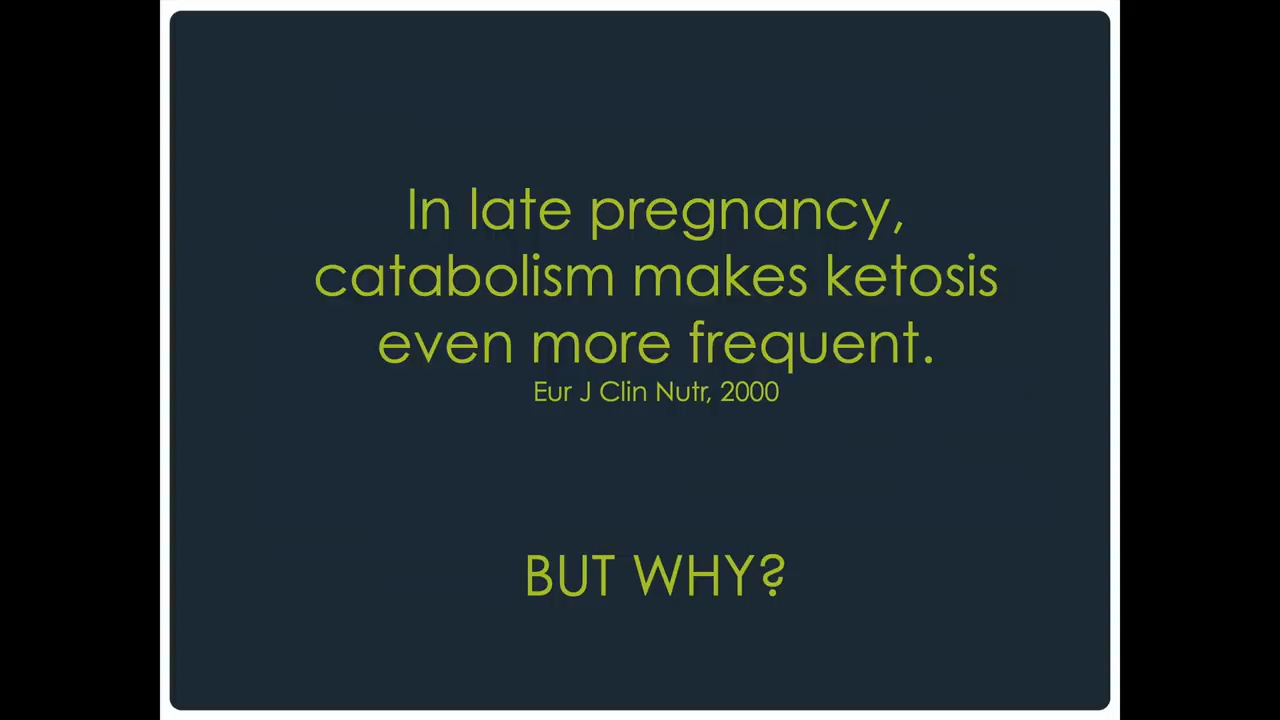 In late pregnancy,
catabolism makes ketosis
even more frequent.
Eur J Clin Nutr, 2000
BUT WHY?